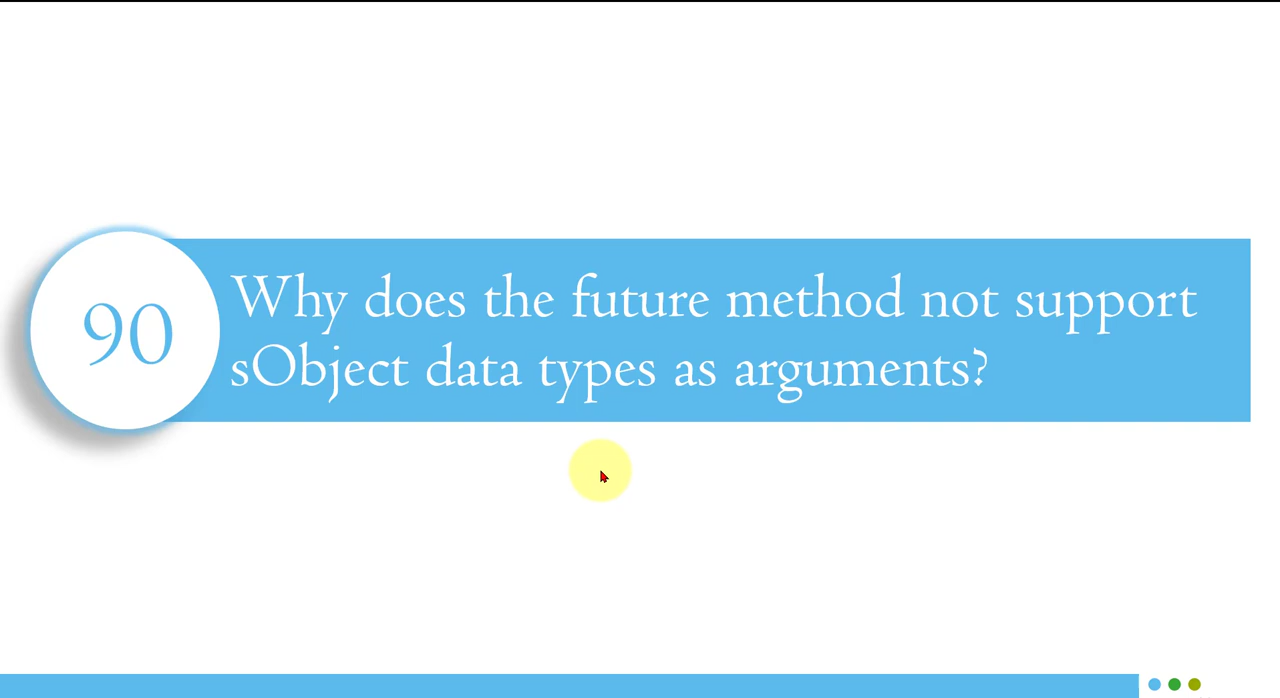 90
Why does the future method not support
sObject data types as arguments?